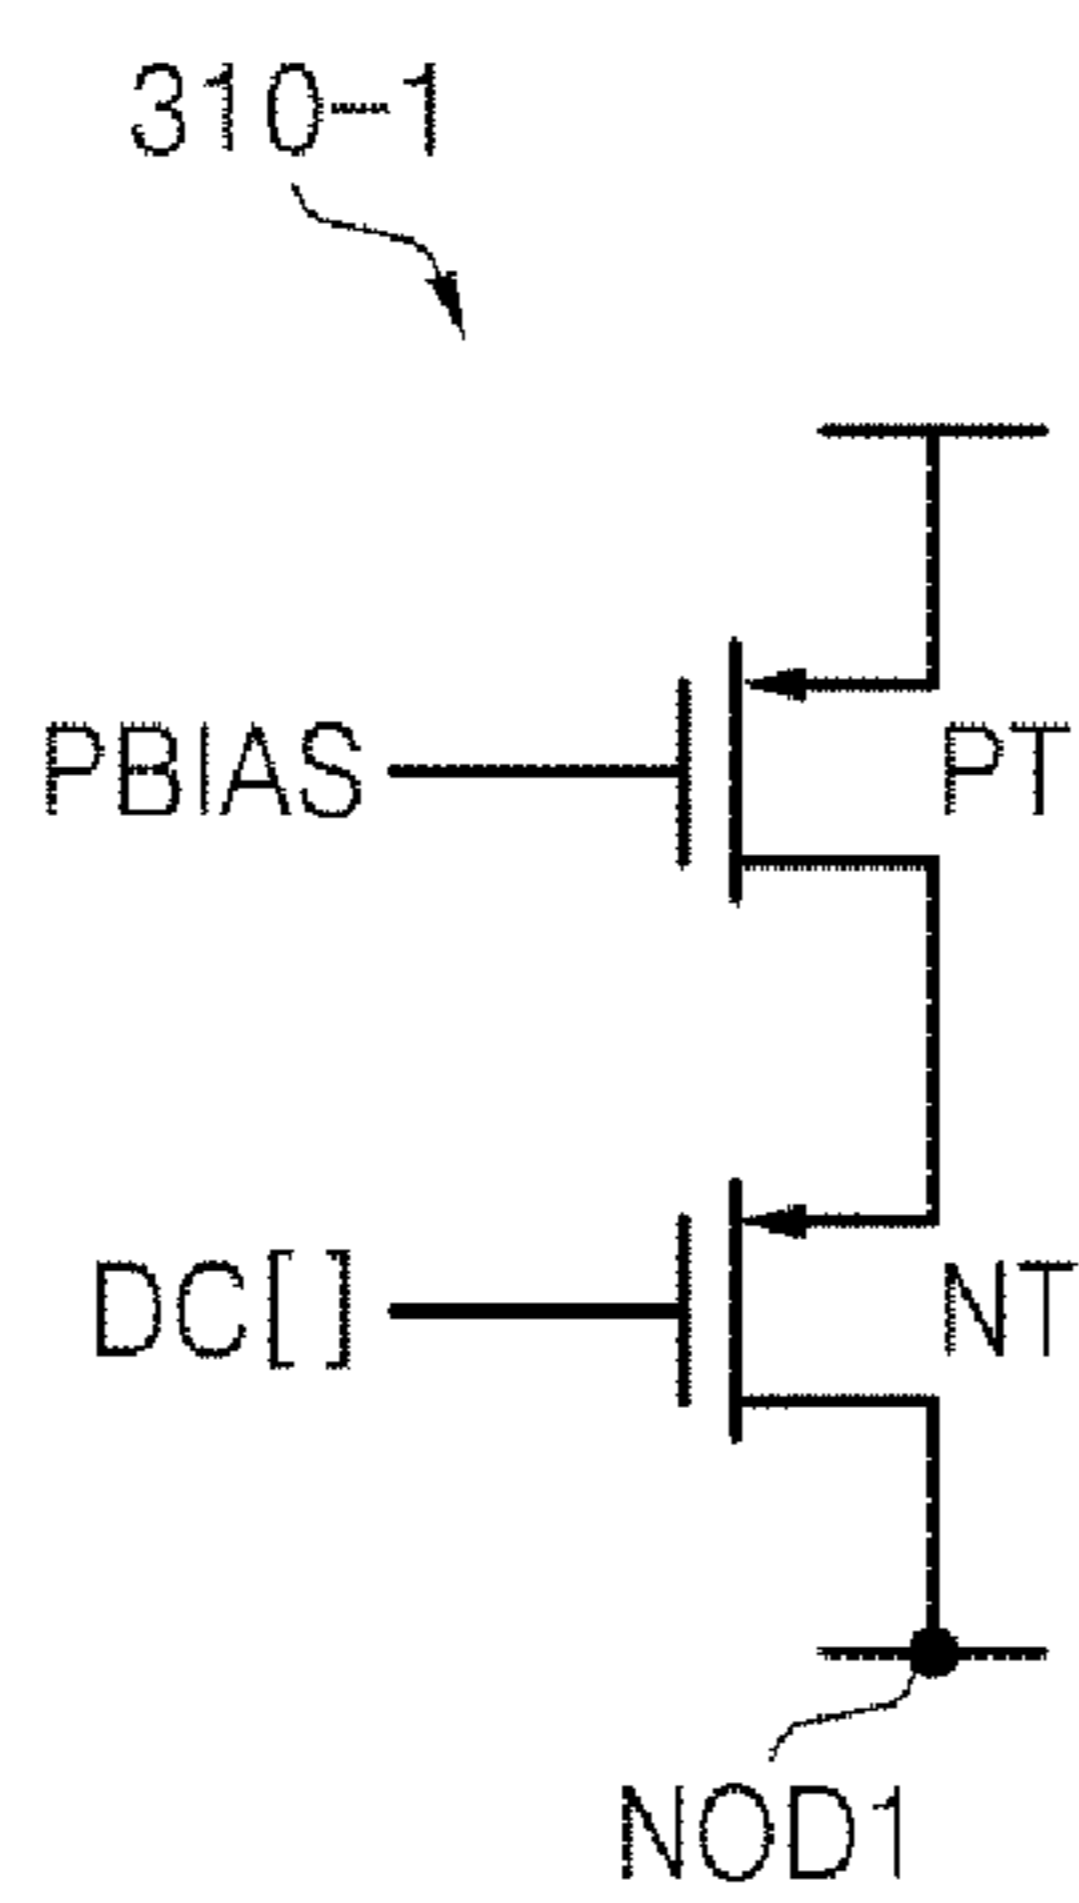 310-1
PBIAS
PT
DC[ ]
NT
NOD1